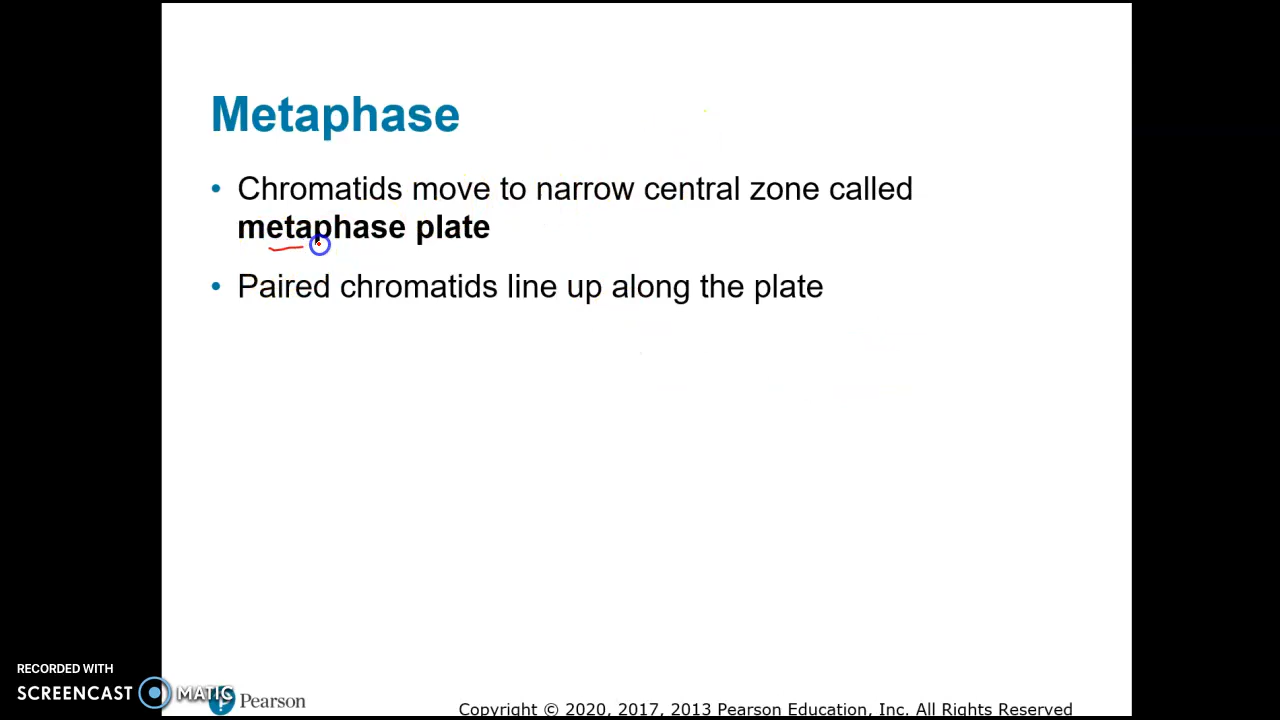 Metaphase
• Chromatids move to narrow central zone called
metaphase plate
• Paired chromatids line up along the plate
RECORDED WITH
SCREENCAST MATIC
Pearson
Copyright © 2020, 2017, 2013 Pearson Education, Inc. All Rights Reserved